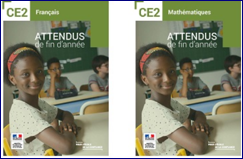 CE2 Français
ATTENDUS
de fin d'année
CE2 Mathématiques
ATTENDUS
de fin d'année